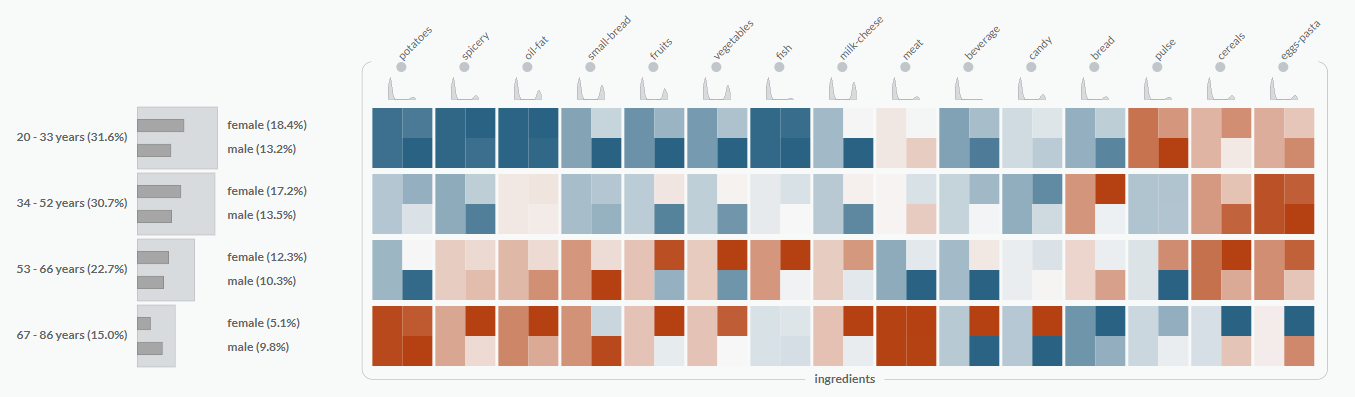 potatoes
spicery
oil-fat
small-bread
fruits
vegetables
fish
milk-cheese
meat
beverage
candy
bread
pulse
cereals
eggs-pasta
20 - 33 years (31.6%)
female (18.4%)
male (13.2%)
34 - 52 years (30.7%)
female (17.2%)
male (13.5%)
53 - 66 years (22.7%)
female (12.3%)
male (10.3%)
67 - 86 years (15.0%)
female (5.1%)
male (9.8%)
ingredients